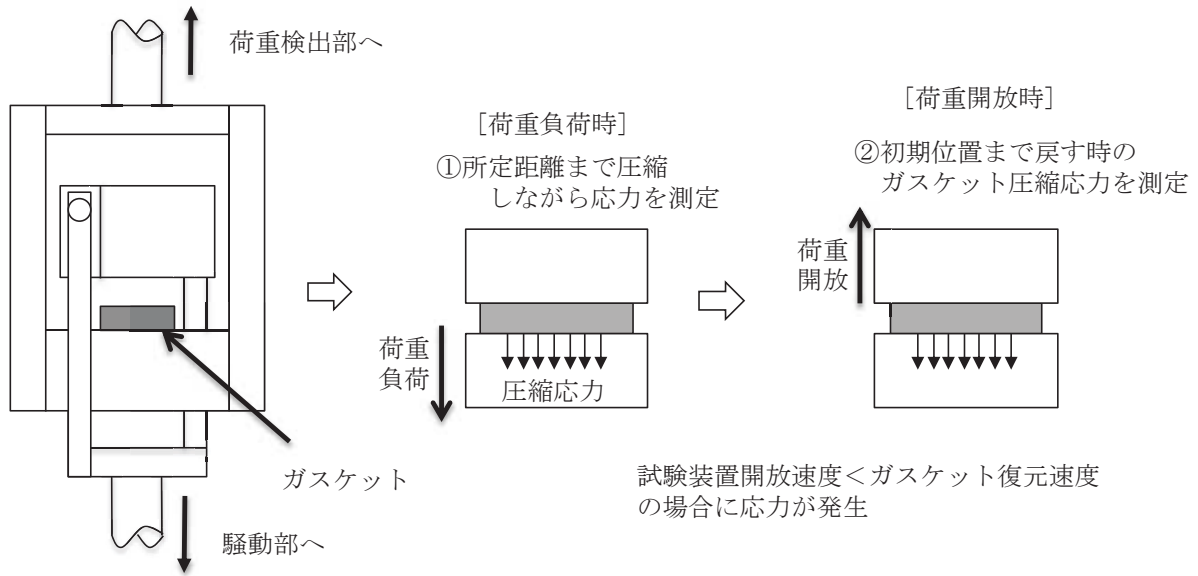 荷重検出部へ
[荷重負荷時]
①所定距離まで圧縮
しながら応力を測定
[荷重開放時]
②初期位置まで戻す時の
ガスケット圧縮応力を測定
荷重
開放
荷重
負荷
圧縮応力
ガスケット
騒動部へ
試験装置開放速度<ガスケット復元速度
の場合に応力が発生